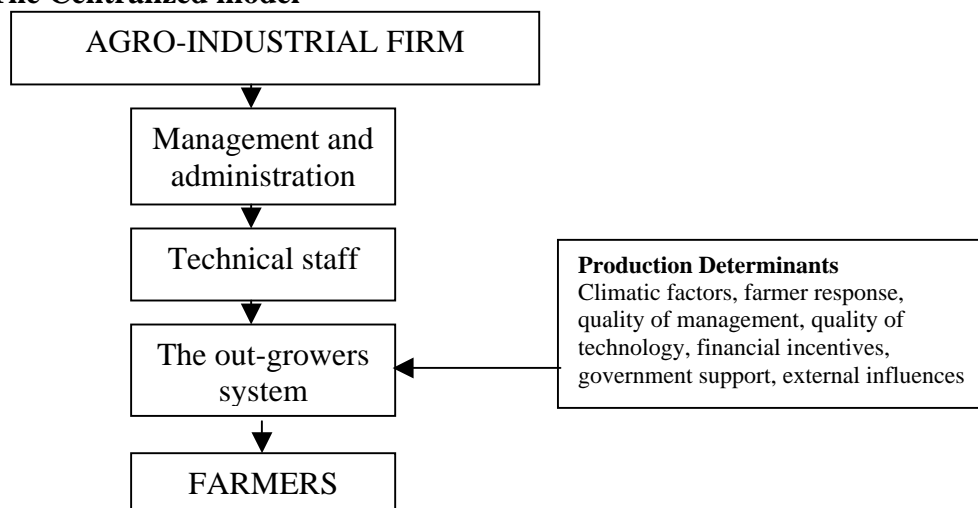 The Centralized model
AGRO-INDUSTRIAL FIRM
Management and
administration
Technical staff
The out-growers
system
FARMERS
Production Determinants
Climatic factors, farmer response,
quality of management, quality of
technology, financial incentives,
government support, external influences